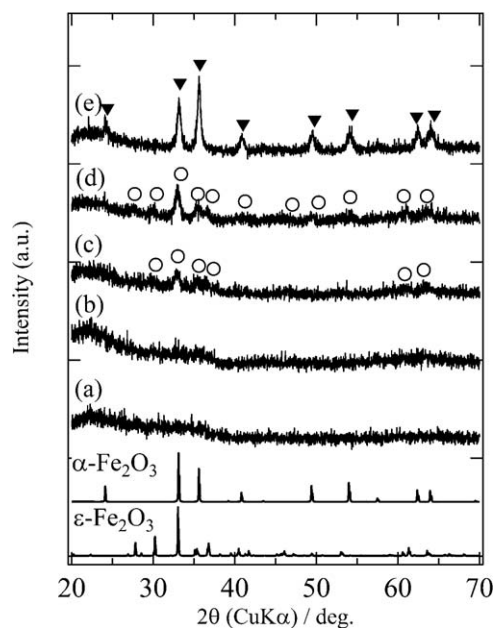 (e)
(d)
(c)
(b)
(a)
α-Fe₂O₃
ε-Fe₂O₃
20 30 40 50 60 70
2θ (CuKα) / deg.
Intensity (a.u.)